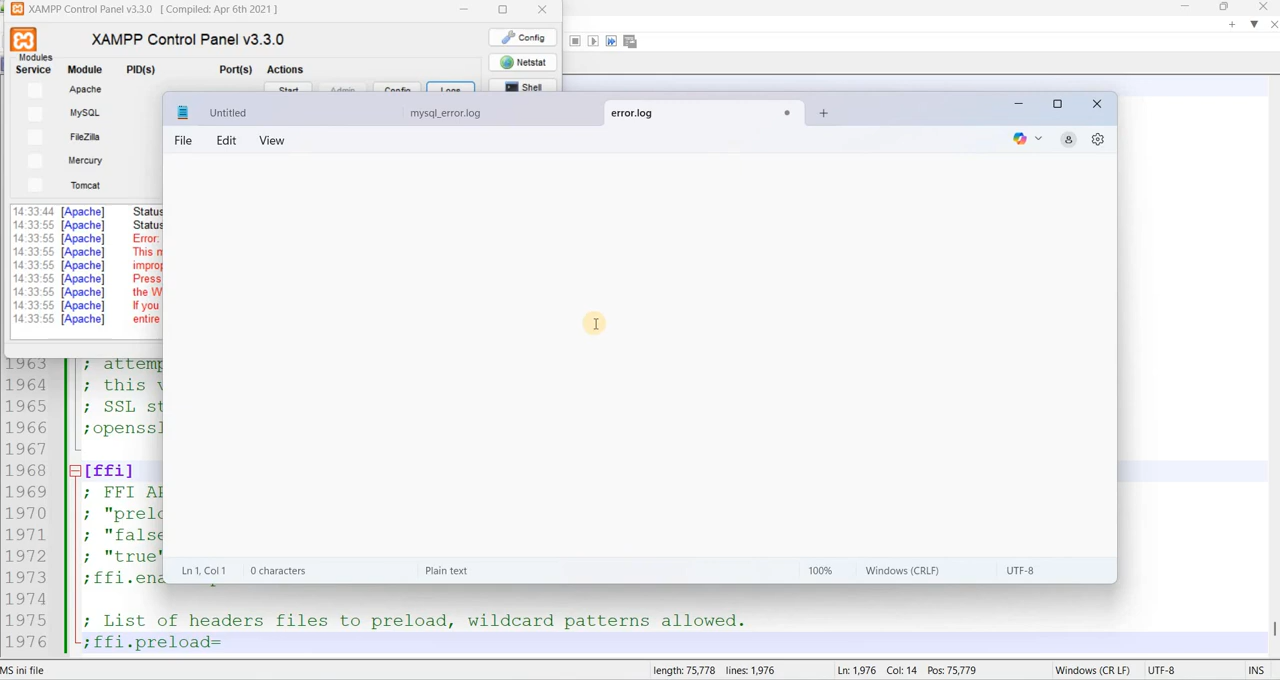 XAMPP Control Panel v3.3.0 [ Compiled: Apr 6th 2021 ]
XAMPP Control Panel v3.3.0
Config
Netstat
Shell
Modules
Service Module PID(s) Port(s) Actions
Apache Start Admin Config Logs
MySQL
FileZilla
Mercury
Tomcat
14:33:44 [Apache] Status
14:33:55 [Apache] Status
14:33:55 [Apache] Error:
14:33:55 [Apache] This m
14:33:55 [Apache] improp
14:33:55 [Apache] Press
14:33:55 [Apache] the W
14:33:55 [Apache] If you
14:33:55 [Apache] entire
Untitled mysql_error.log error.log
File Edit View
Ln 1, Col 1 0 characters Plain text 100% Windows (CRLF) UTF-8
1963 ; attemp
1964 ; this v
1965 ; SSL st
1966 ;openssl
1967
1968 [ffi]
1969 ; FFI AP
1970 ; "prelo
1971 ; "false
1972 ; "true"
1973 ;ffi.ena
1974
1975 ; List of headers files to preload, wildcard patterns allowed.
1976 ;ffi.preload=
MS ini file length: 75,778 lines: 1,976 Ln: 1,976 Col: 14 Pos: 75,779 Windows (CR LF) UTF-8 INS